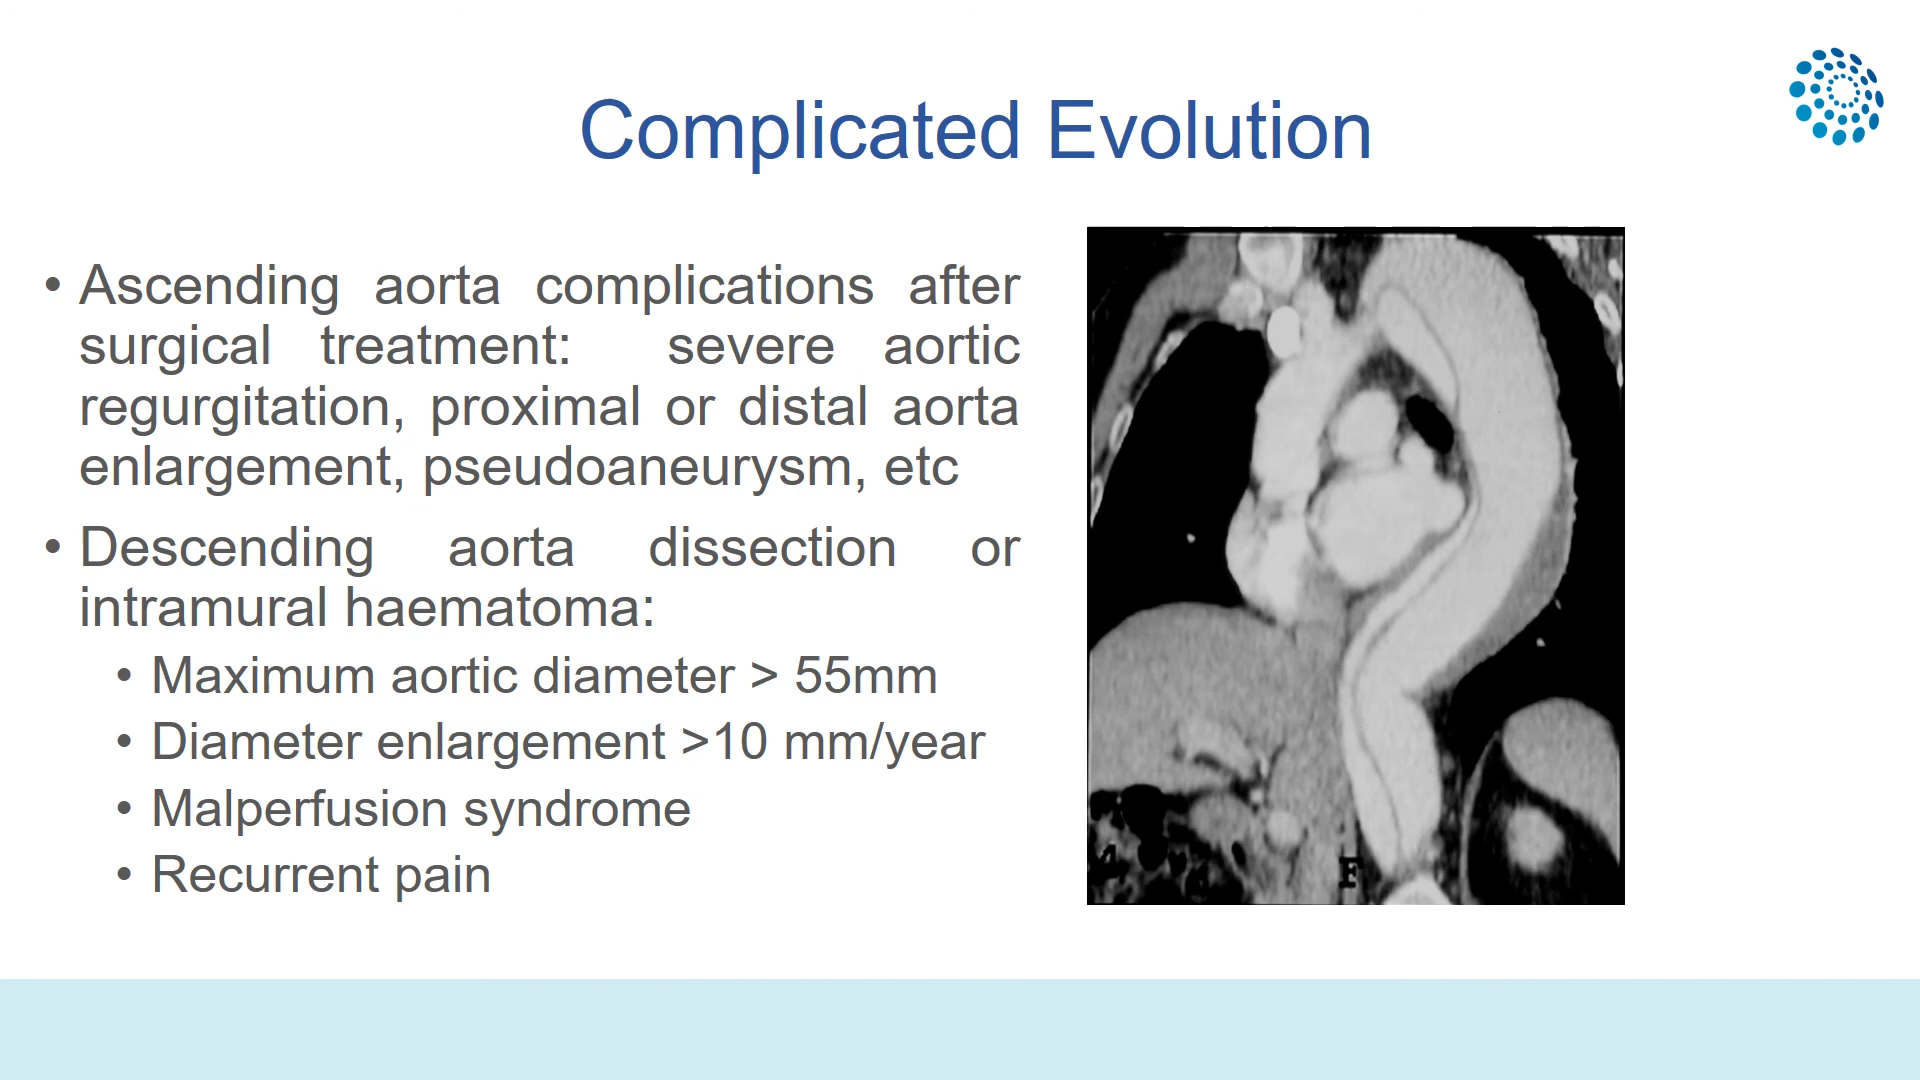 Complicated Evolution
• Ascending aorta complications after
surgical treatment: severe aortic
regurgitation, proximal or distal aorta
enlargement, pseudoaneurysm, etc
• Descending aorta dissection or
intramural haematoma:
• Maximum aortic diameter > 55mm
• Diameter enlargement >10 mm/year
• Malperfusion syndrome
• Recurrent pain
4
F